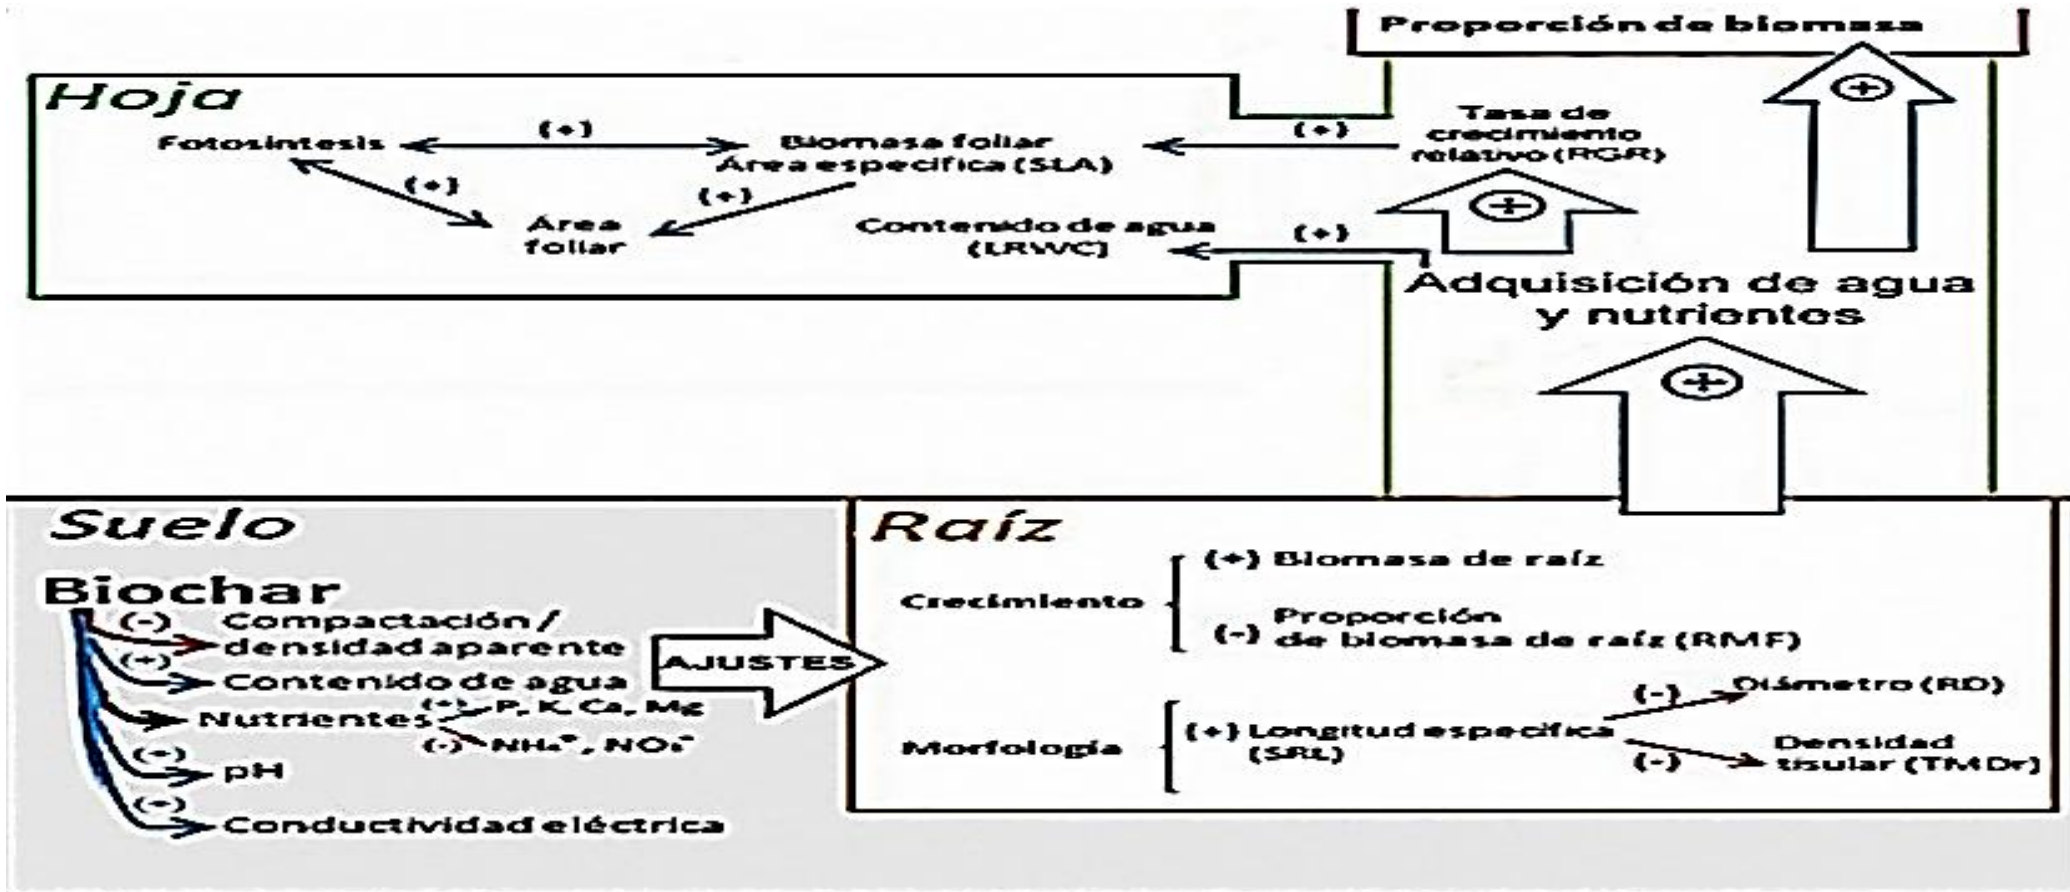 Proporción de biomasa
Hoja
Fotosíntesis
(+)
Biomasa foliar
Área específica (SLA)
(+)
Tasa de
crecimiento
relativo (RGR)
(+)
(+)
Área
foliar
Contenido de agua
(LRWC)
(+)
Adquisición de agua
y nutrientos
Suelo
Biochar
(-) Compactación /
densidad aparente
(+) Contenido de agua
Nutrientes
(+) P, K, Ca, Mg
(-) NH₄⁺,
(+) pH
Conductividad eléctrica
AJUSTES
Raíz
Crecimiento
(+) Biomasa de raíz
(-) Proporción
de biomasa de raíz (RMF)
Morfología
(+) Longitud específica
(SRL)
(-) Diámetro (RD)
(-) Densidad
tisular (TMDr)